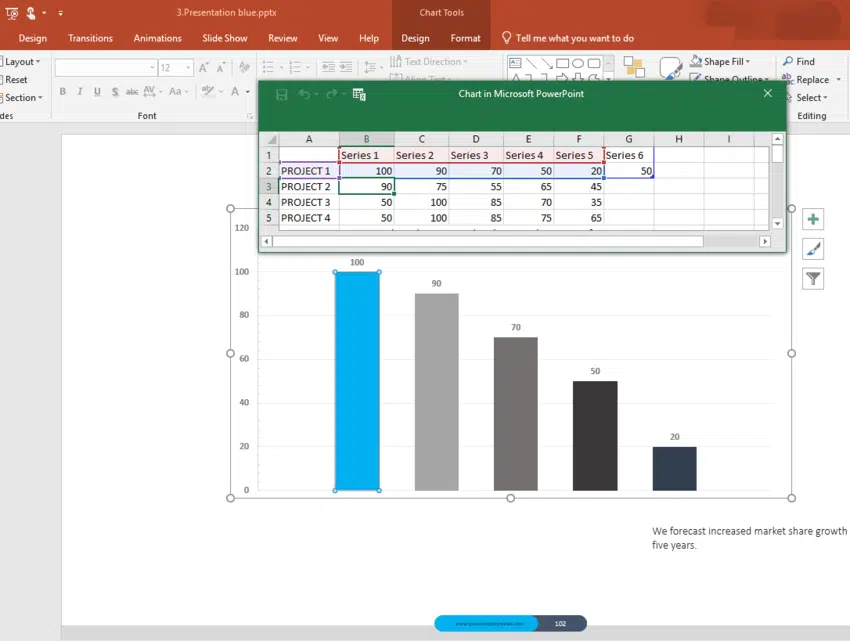 3.Presentation blue.pptx
Chart Tools
Design Transitions Animations Slide Show Review View Help Design Format Tell me what you want to do
Layout Text Direction Shape Fill Find
12
Reset Align Text Shape Outline Replace
Section B I U S abc AV Aa A Select
des Font Editing
Chart in Microsoft PowerPoint
A B C D E F G H I
1 Series 1 Series 2 Series 3 Series 4 Series 5 Series 6
2 PROJECT 1 100 90 70 50 20 50
3 PROJECT 2 90 75 55 65 45
4 PROJECT 3 50 100 85 70 35
5 PROJECT 4 50 100 85 75 65
120
100
80
60
40
20
0
100
90
70
50
20
We forecast increased market share growth
five years.
102